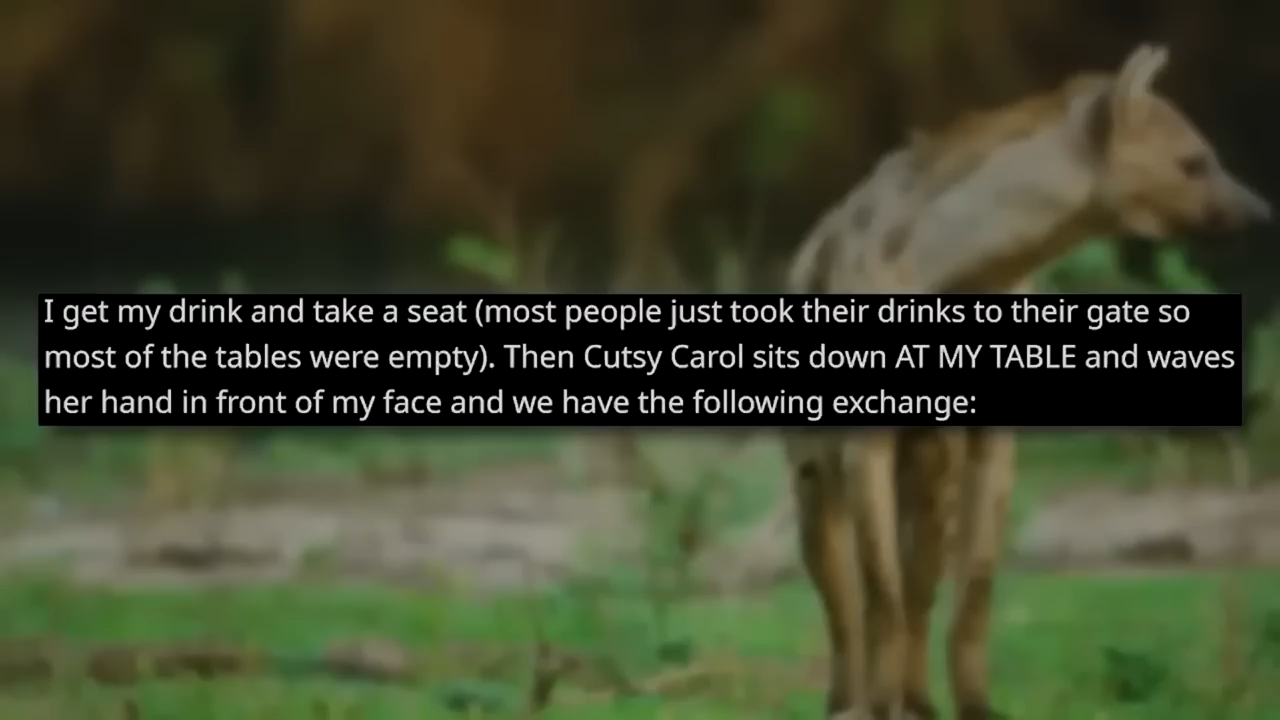 I get my drink and take a seat (most people just took their drinks to their gate so
most of the tables were empty). Then Cutsy Carol sits down AT MY TABLE and waves
her hand in front of my face and we have the following exchange: